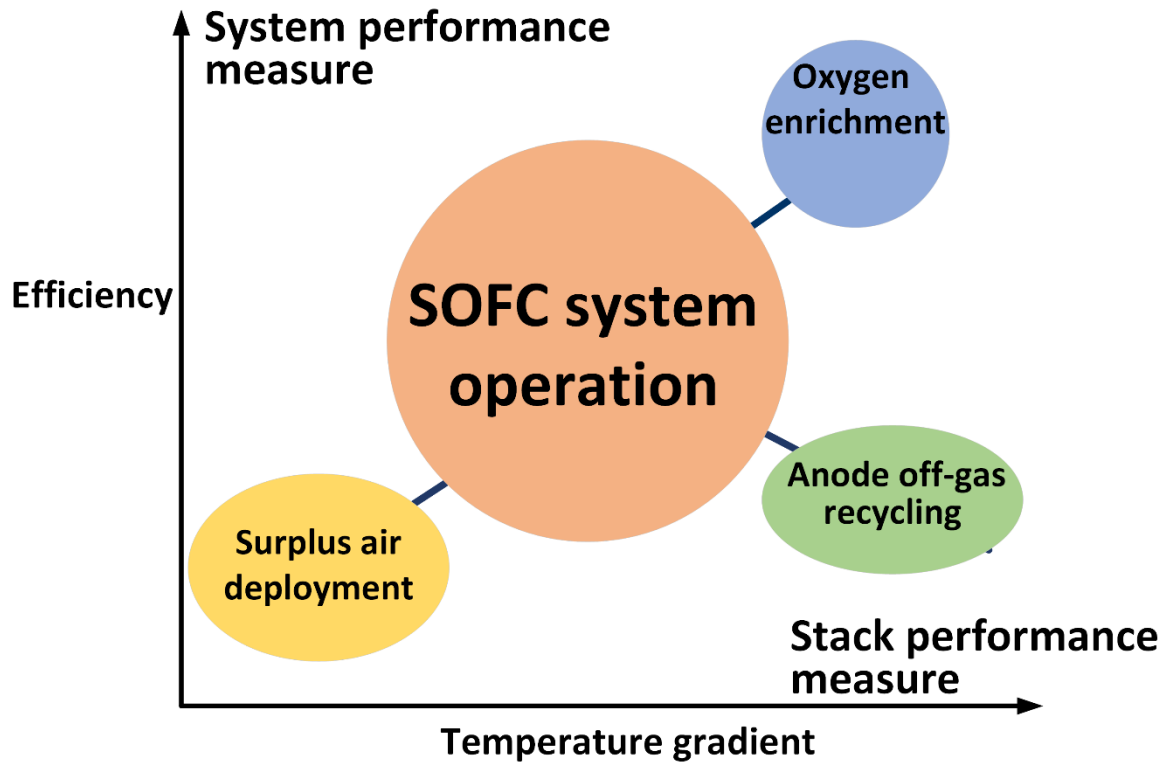 System performance
measure
Oxygen
enrichment
Efficiency
SOFC system
operation
Anode off-gas
recycling
Surplus air
deployment
Stack performance
measure
Temperature gradient